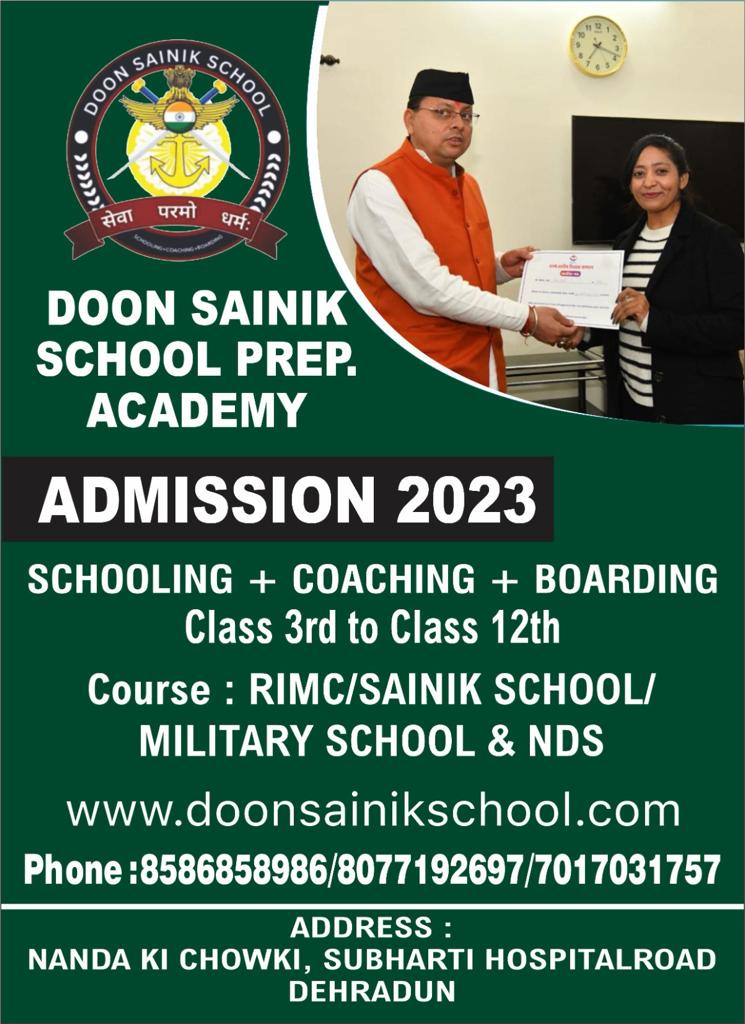 DOON SAINIK SCHOOL
सेवा परमो धर्मः
SCHOOLING+COACHING+BOARDING
DOON SAINIK
SCHOOL PREP.
ACADEMY
ADMISSION 2023
SCHOOLING + COACHING + BOARDING
Class 3rd to Class 12th
Course : RIMC/SAINIK SCHOOL/
MILITARY SCHOOL & NDS
www.doonsainikschool.com
Phone :8586858986/8077192697/7017031757
ADDRESS :
NANDA KI CHOWKI, SUBHARTI HOSPITALROAD
DEHRADUN